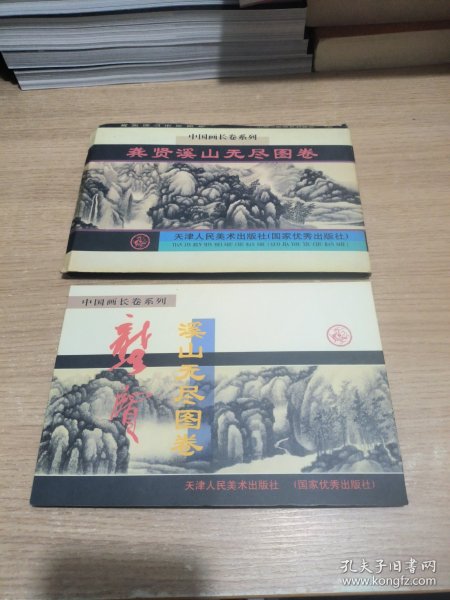 中国画长卷系列
龚贤溪山无尽图卷
天津人民美术出版社(国家优秀出版社)
中国画长卷系列
龔賢
溪山无尽图卷
天津人民美术出版社 (国家优秀出版社)
孔夫子旧书网
www.kongfz.com